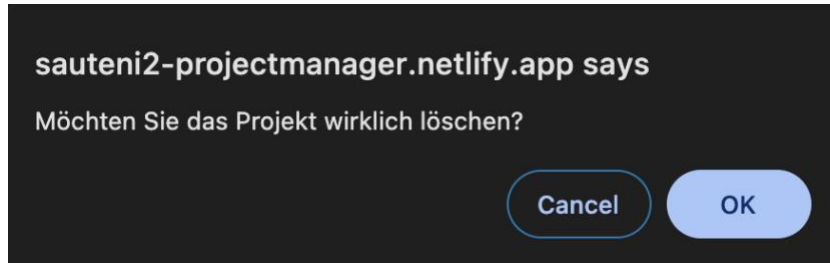 sauteni2-projectmanager.netlify.app says
Möchten Sie das Projekt wirklich löschen?
Cancel OK